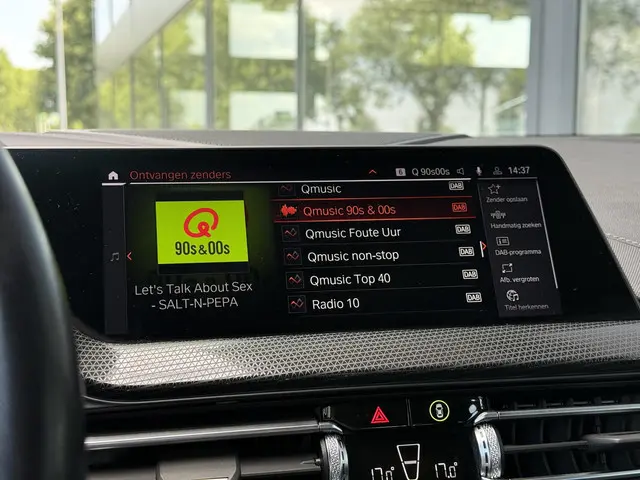 Ontvangen zenders
6 Q 90s00s 14:37
Q
90s&00s
Let's Talk About Sex
- SALT-N-PEPA
Qmusic DAB
Qmusic 90s & 00s DAB
Qmusic Foute Uur DAB
Qmusic non-stop DAB
Qmusic Top 40 DAB
Radio 10 DAB
Zender opslaan
Handmatig zoeken
DAB-programma
Afb. vergroten
Titel herkennen
17.0 17.0°